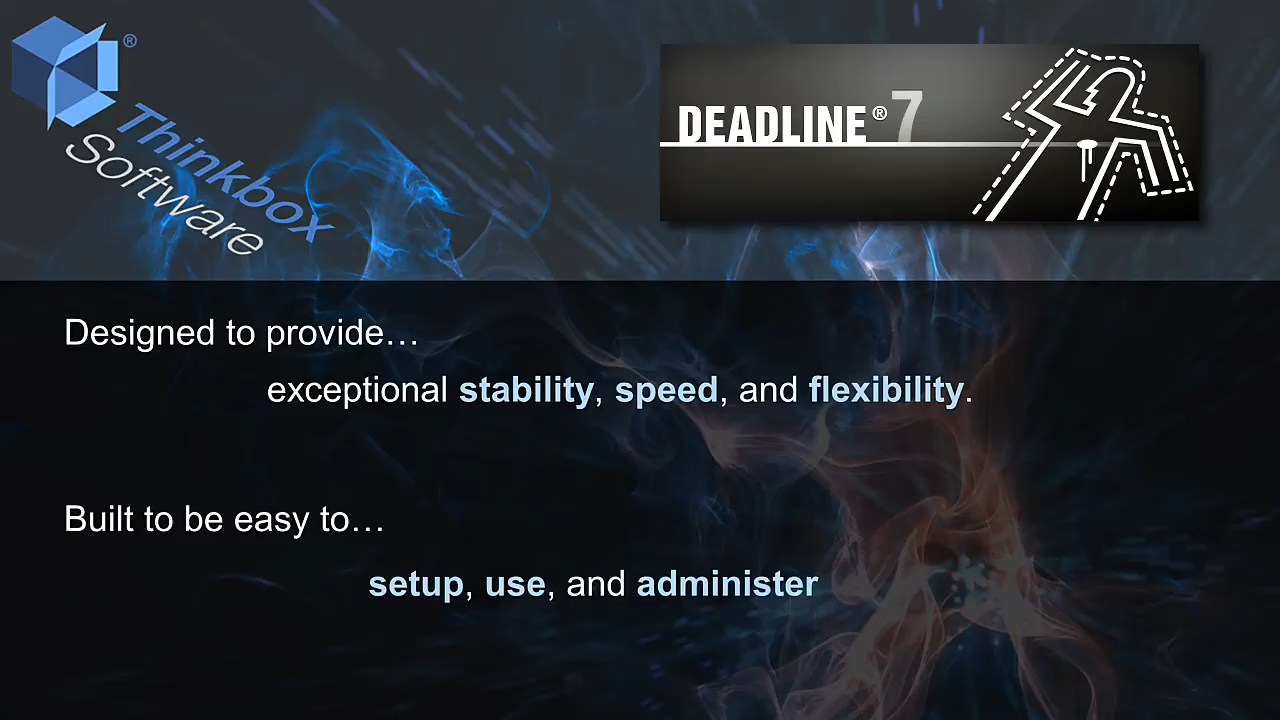 ®
Thinkbox
Software
DEADLINE®7
Designed to provide…
exceptional stability, speed, and flexibility.
Built to be easy to…
setup, use, and administer